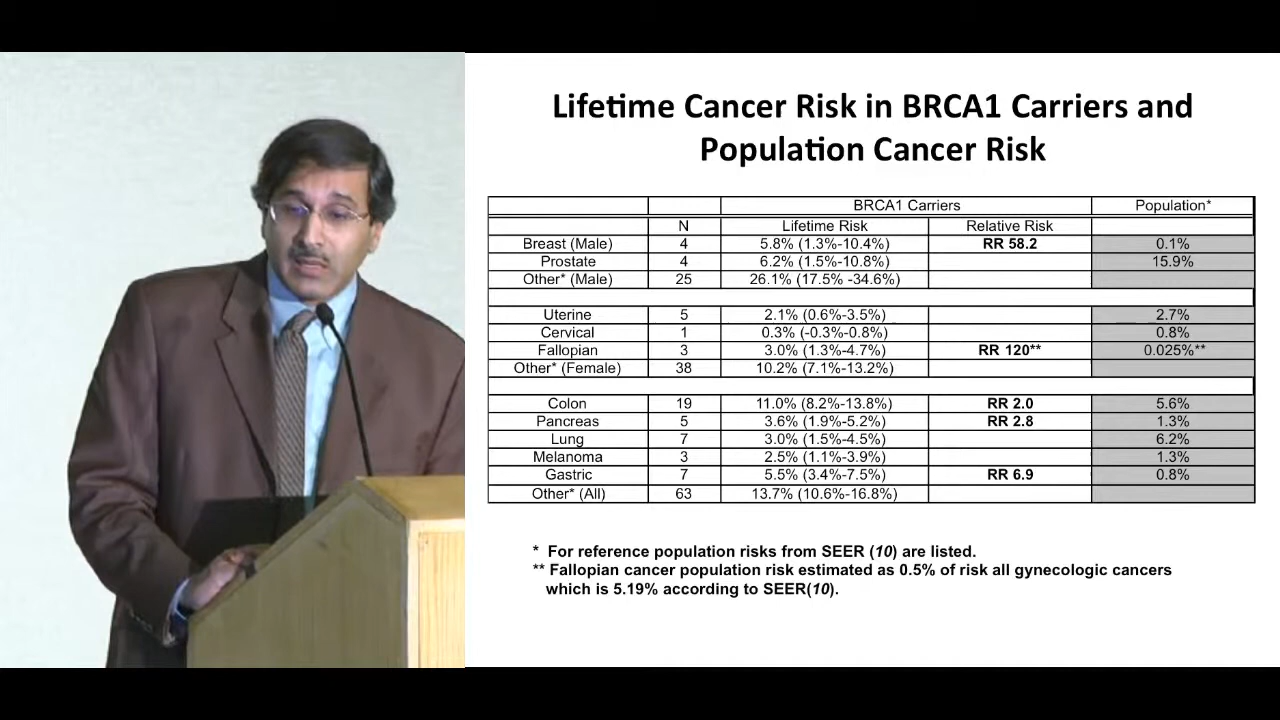 Lifetime Cancer Risk in BRCA1 Carriers and
Population Cancer Risk
BRCA1 Carriers Population*
N Lifetime Risk Relative Risk
Breast (Male) 4 5.8% (1.3%-10.4%) RR 58.2 0.1%
Prostate 4 6.2% (1.5%-10.8%) 15.9%
Other* (Male) 25 26.1% (17.5% -34.6%)
Uterine 5 2.1% (0.6%-3.5%) 2.7%
Cervical 1 0.3% (-0.3%-0.8%) 0.8%
Fallopian 3 3.0% (1.3%-4.7%) RR 120** 0.025%**
Other* (Female) 38 10.2% (7.1%-13.2%)
Colon 19 11.0% (8.2%-13.8%) RR 2.0 5.6%
Pancreas 5 3.6% (1.9%-5.2%) RR 2.8 1.3%
Lung 7 3.0% (1.5%-4.5%) 6.2%
Melanoma 3 2.5% (1.1%-3.9%) 1.3%
Gastric 7 5.5% (3.4%-7.5%) RR 6.9 0.8%
Other* (All) 63 13.7% (10.6%-16.8%)
* For reference population risks from SEER (10) are listed.
** Fallopian cancer population risk estimated as 0.5% of risk all gynecologic cancers
which is 5.19% according to SEER(10).